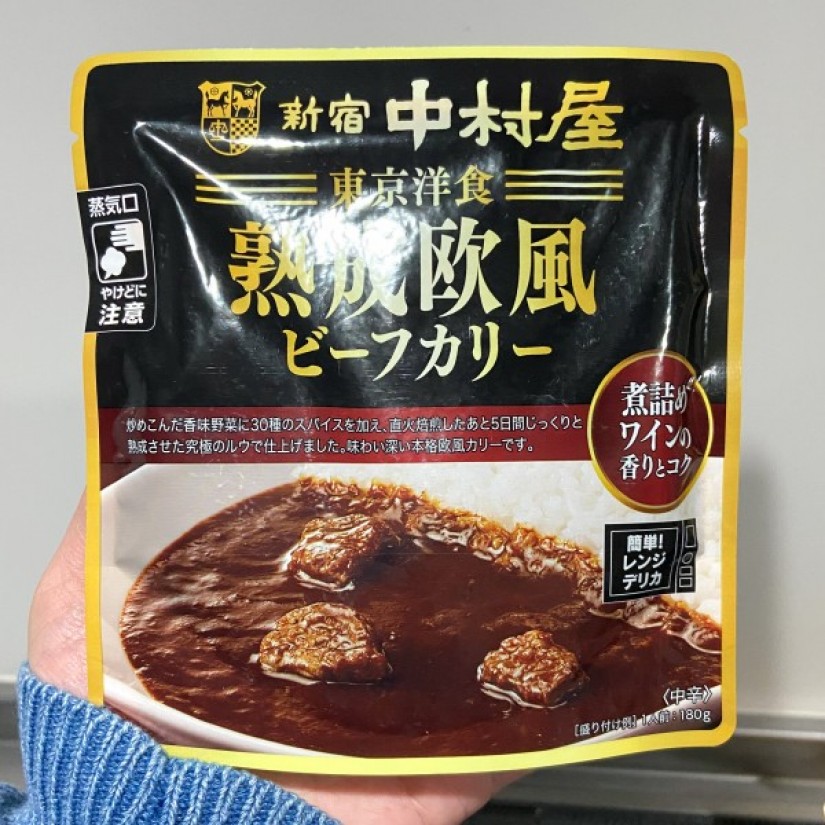 新宿 中村屋
東京洋食
熟成欧風
ビーフカリー
蒸気口
やけどに
注意
炒めこんだ香味野菜に30種のスパイスを加え、直火焙煎したあと5日間じっくりと
熟成させた究極のルウで仕上げました。味わい深い本格欧風カリーです。
煮詰め
ワインの
香りとコク
簡単!
レンジ
デリカ
〈中辛〉
[盛り付け例] 1人前:180g